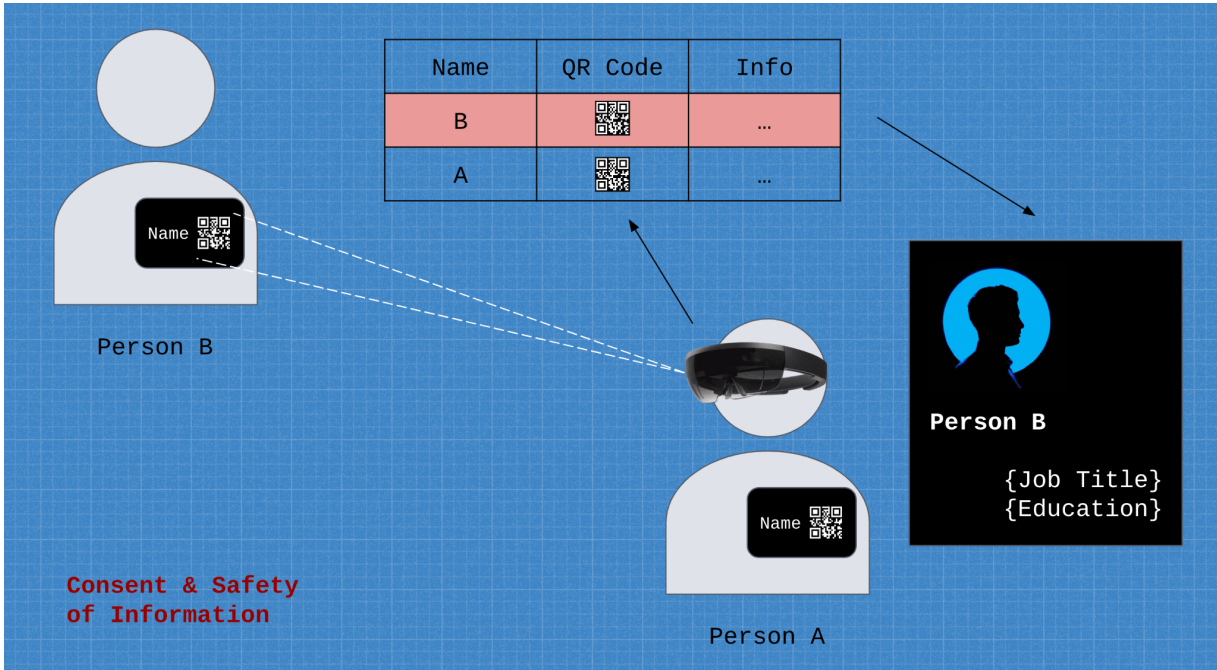 Name QR Code Info
B …
A …
Name
Person B
Person B
{Job Title}
{Education}
Name
Consent & Safety
of Information
Person A